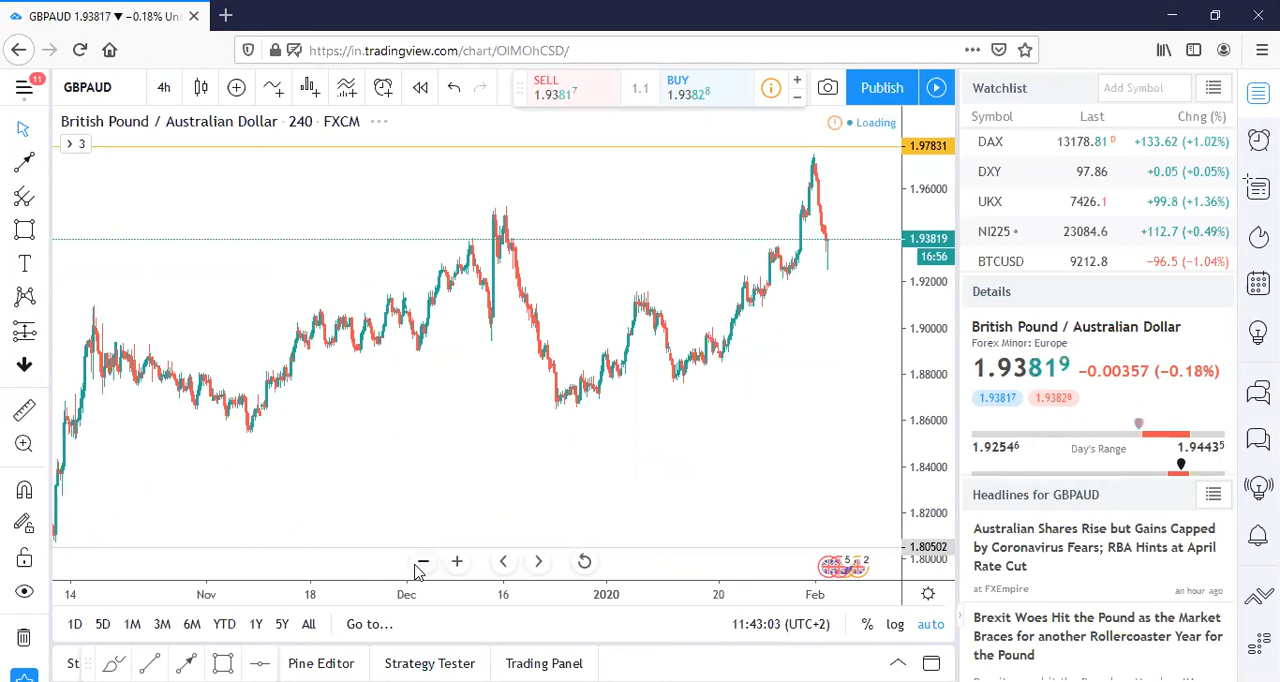 GBPAUD 1.93817 ▼ −0.18% Un
https://in.tradingview.com/chart/OIMOhCSD/
11
GBPAUD
4h
SELL
1.93817
1.1
BUY
1.93828
Publish
British Pound / Australian Dollar · 240 · FXCM
Loading
3
1.97831
1.96000
1.93819
16:56
1.92000
1.90000
1.88000
1.86000
1.84000
1.82000
1.80502
1.80000
5
2
14
Nov
18
Dec
16
2020
20
Feb
1D 5D 1M 3M 6M YTD 1Y 5Y All Go to...
11:43:03 (UTC+2)
% log auto
St
Pine Editor
Strategy Tester
Trading Panel
Watchlist
Add Symbol
Symbol Last Chng (%)
DAX 13178.81 D +133.62 (+1.02%)
DXY 97.86 +0.05 (+0.05%)
UKX 7426.1 +99.8 (+1.36%)
NI225 23084.6 +112.7 (+0.49%)
BTCUSD 9212.8 −96.5 (−1.04%)
Details
British Pound / Australian Dollar
Forex Minor: Europe
1.93819 −0.00357 (−0.18%)
1.93817 1.93828
1.92546 Day's Range 1.94435
Headlines for GBPAUD
Australian Shares Rise but Gains Capped
by Coronavirus Fears; RBA Hints at April
Rate Cut
at FXEmpire an hour ago
Brexit Woes Hit the Pound as the Market
Braces for another Rollercoaster Year for
the Pound